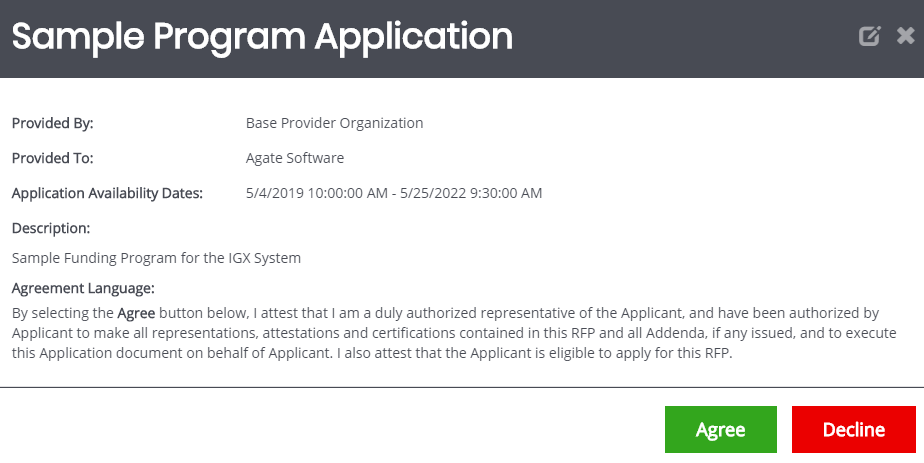 Sample Program Application
Provided By: Base Provider Organization
Provided To: Agate Software
Application Availability Dates: 5/4/2019 10:00:00 AM - 5/25/2022 9:30:00 AM
Description:
Sample Funding Program for the IGX System
Agreement Language:
By selecting the Agree button below, I attest that I am a duly authorized representative of the Applicant, and have been authorized by
Applicant to make all representations, attestations and certifications contained in this RFP and all Addenda, if any issued, and to execute
this Application document on behalf of Applicant. I also attest that the Applicant is eligible to apply for this RFP.
Agree Decline